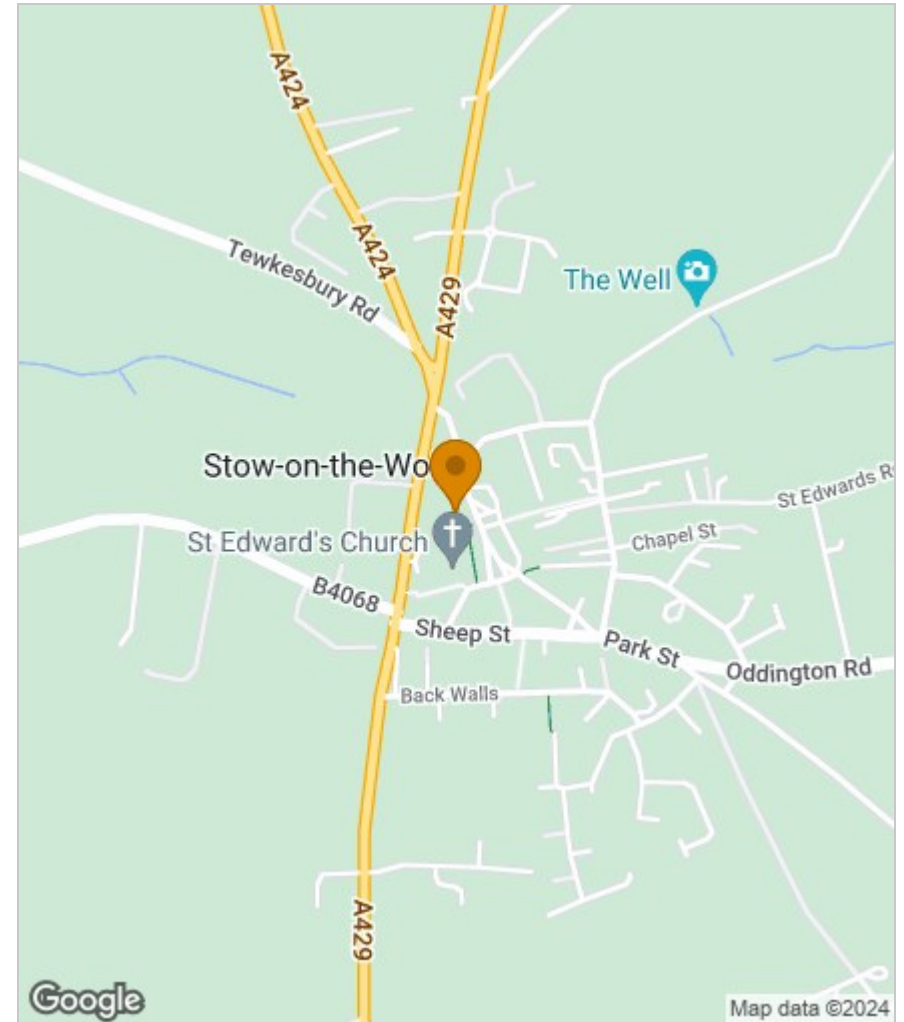 A424
A424
Tewkesbury Rd
A429
The Well
Stow-on-the-Wo
St Edward's Church
St Edwards R
Chapel St
B4068
Sheep St
Park St
Oddington Rd
Back Walls
A429
Google
Map data ©2024